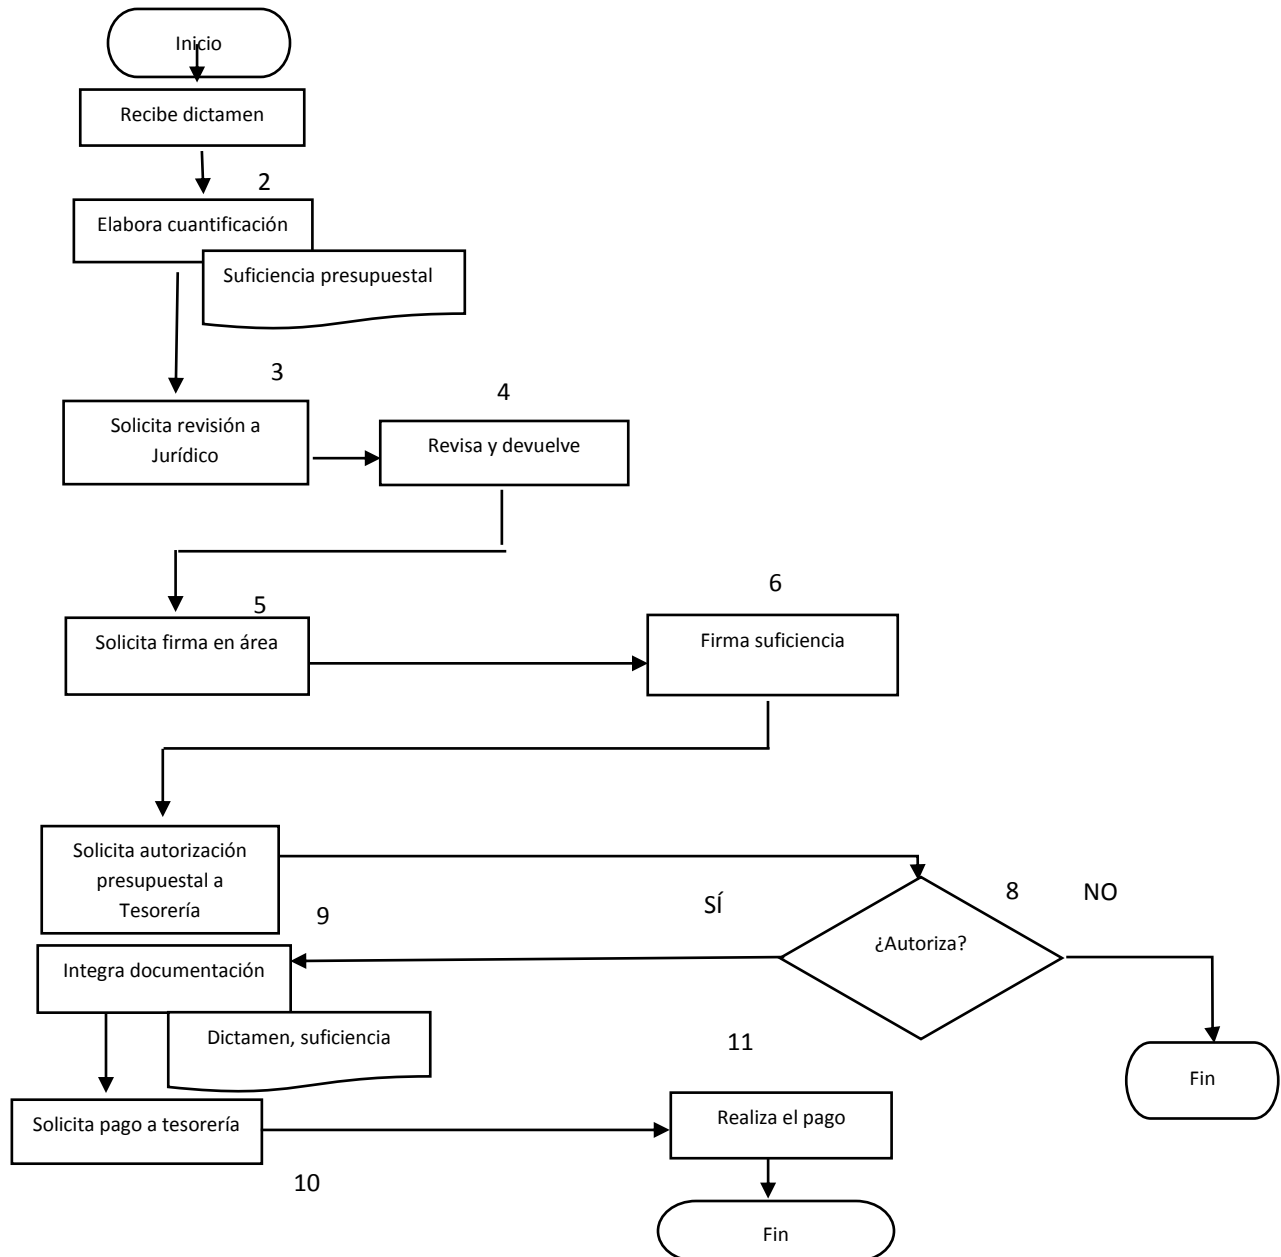 Inicio
Recibe dictamen
2
Elabora cuantificación
Suficiencia presupuestal
3
4
Solicita revisión a
Jurídico
Revisa y devuelve
5
6
Solicita firma en área
Firma suficiencia
Solicita autorización
presupuestal a
Tesorería
9
SÍ
8
NO
¿Autoriza?
Integra documentación
Dictamen, suficiencia
11
Fin
Solicita pago a tesorería
Realiza el pago
10
Fin